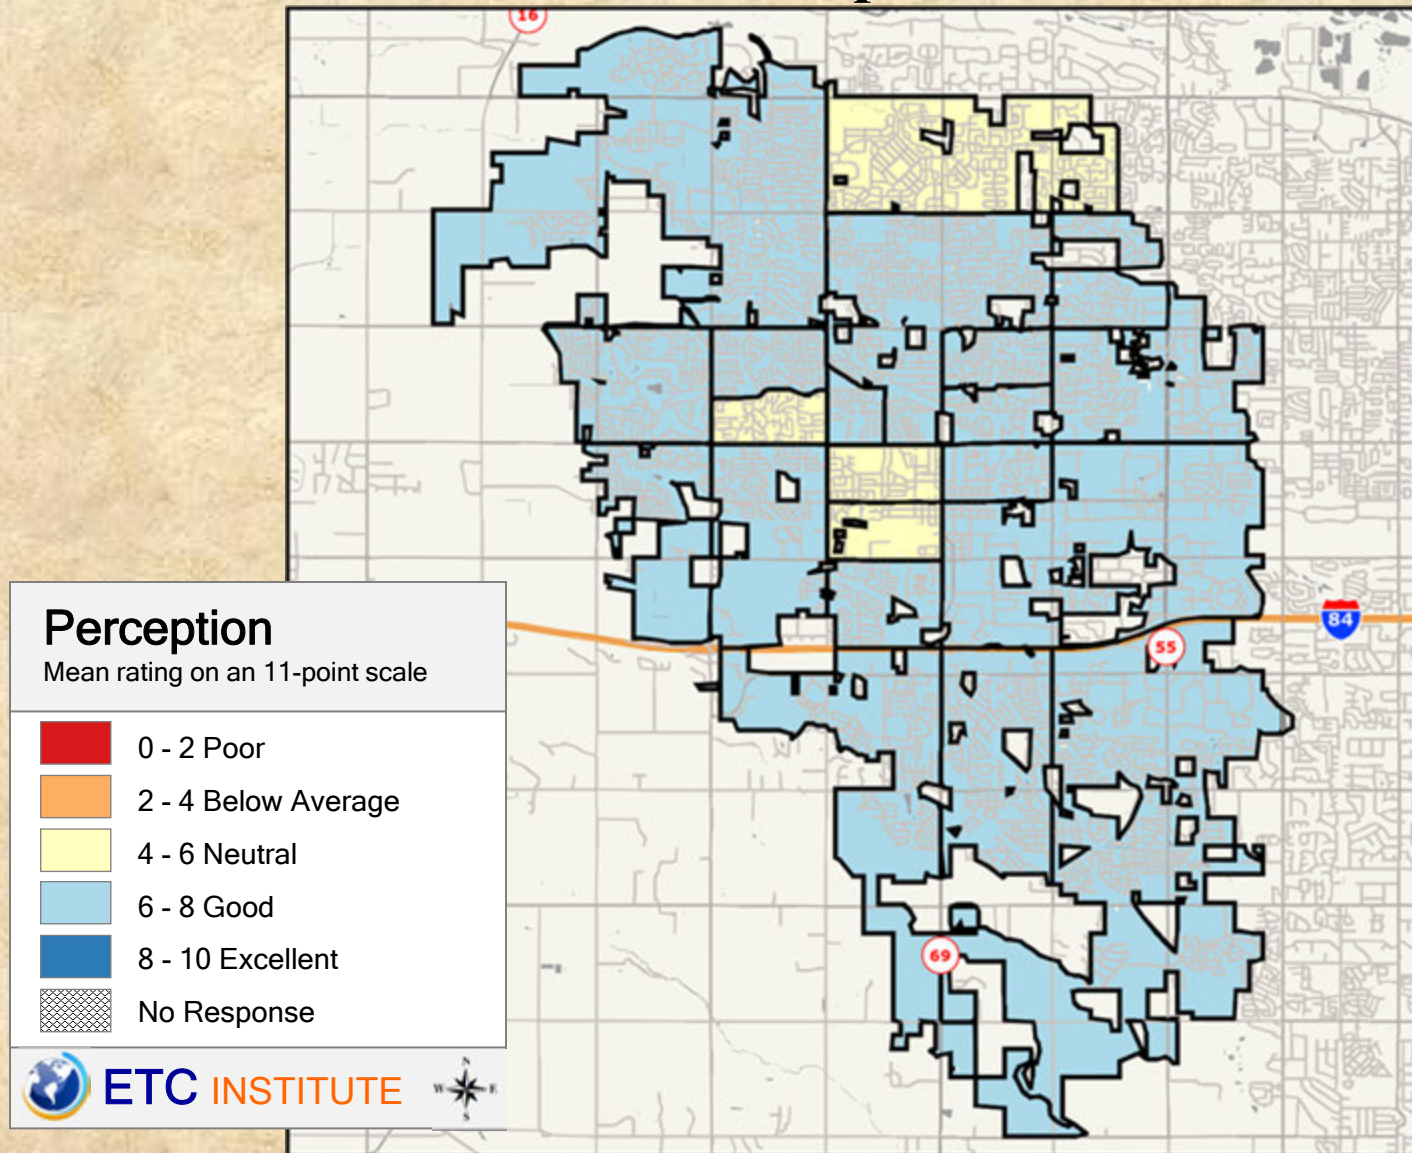 16
84
55
69
Perception
Mean rating on an 11-point scale
0 - 2 Poor
2 - 4 Below Average
4 - 6 Neutral
6 - 8 Good
8 - 10 Excellent
No Response
ETC INSTITUTE
N
W E
S